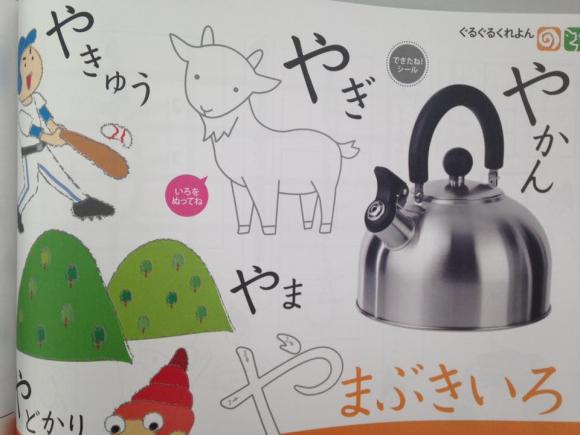 ぐるぐるくれよん
できたね!
シール
やかん
やぎ
やきゅう
いろを
ぬってね
やま
やまぶきいろ
やどかり